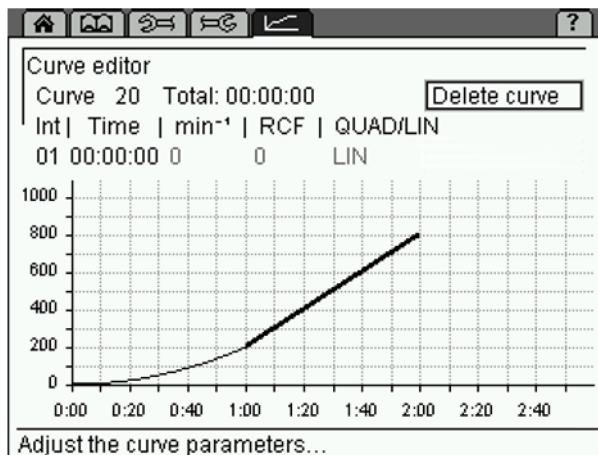 ?
Curve editor
Curve 20 Total: 00:00:00 Delete curve
Int | Time | min⁻¹ | RCF | QUAD/LIN
01 00:00:00 0 0 LIN
1000
800
600
400
200
0
0:00 0:20 0:40 1:00 1:20 1:40 2:00 2:20 2:40
Adjust the curve parameters...